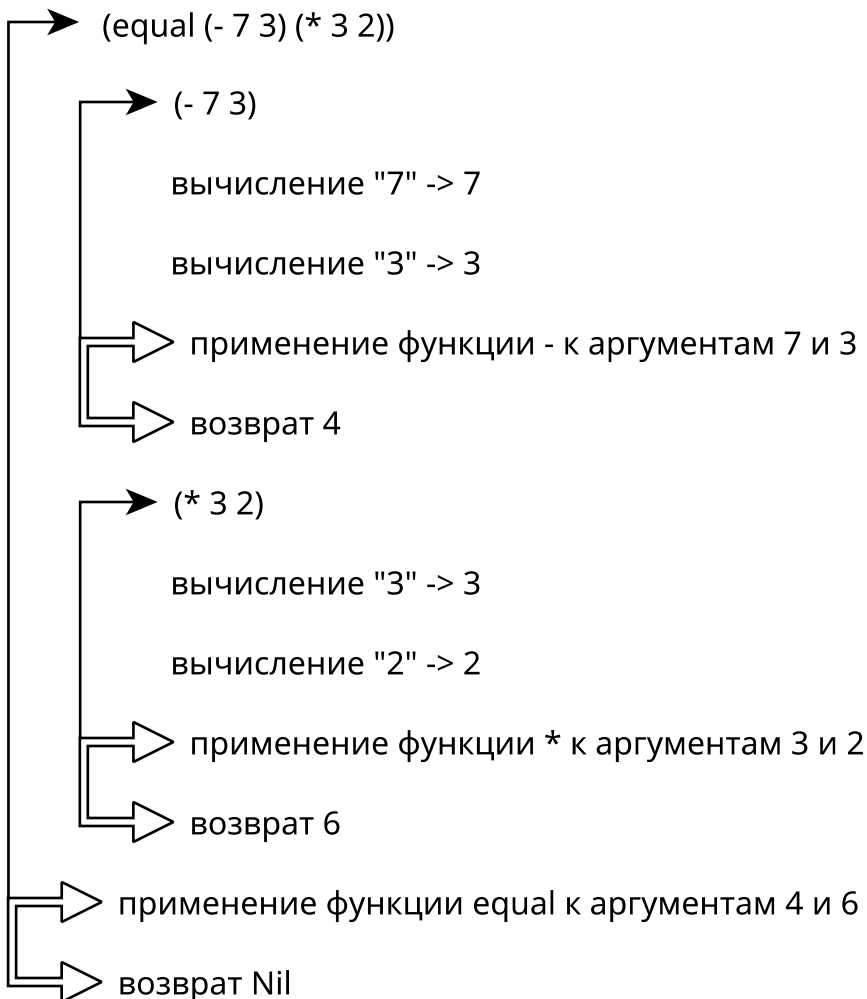 (equal (- 7 3) (* 3 2))
(- 7 3)
вычисление "7" -> 7
вычисление "3" -> 3
применение функции - к аргументам 7 и 3
возврат 4
(* 3 2)
вычисление "3" -> 3
вычисление "2" -> 2
применение функции * к аргументам 3 и 2
возврат 6
применение функции equal к аргументам 4 и 6
возврат Nil